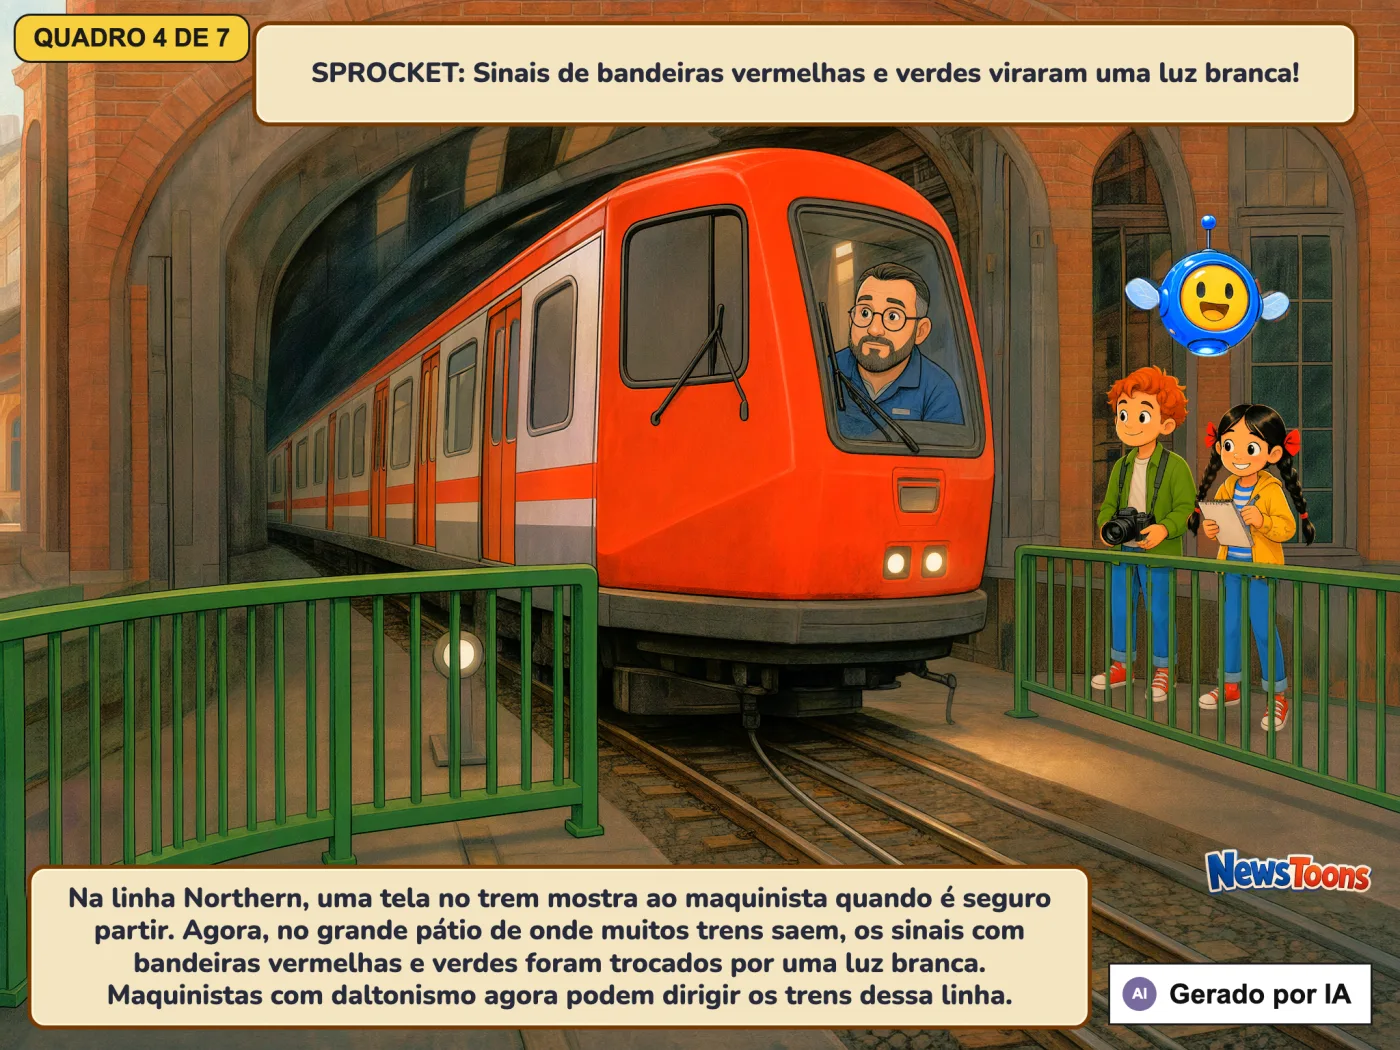 QUADRO 4 DE 7
SPROCKET: Sinais de bandeiras vermelhas e verdes viraram uma luz branca!
Na linha Northern, uma tela no trem mostra ao maquinista quando é seguro
partir. Agora, no grande pátio de onde muitos trens saem, os sinais com
bandeiras vermelhas e verdes foram trocados por uma luz branca.
Maquinistas com daltonismo agora podem dirigir os trens dessa linha.
NewsToons
AI Gerado por IA